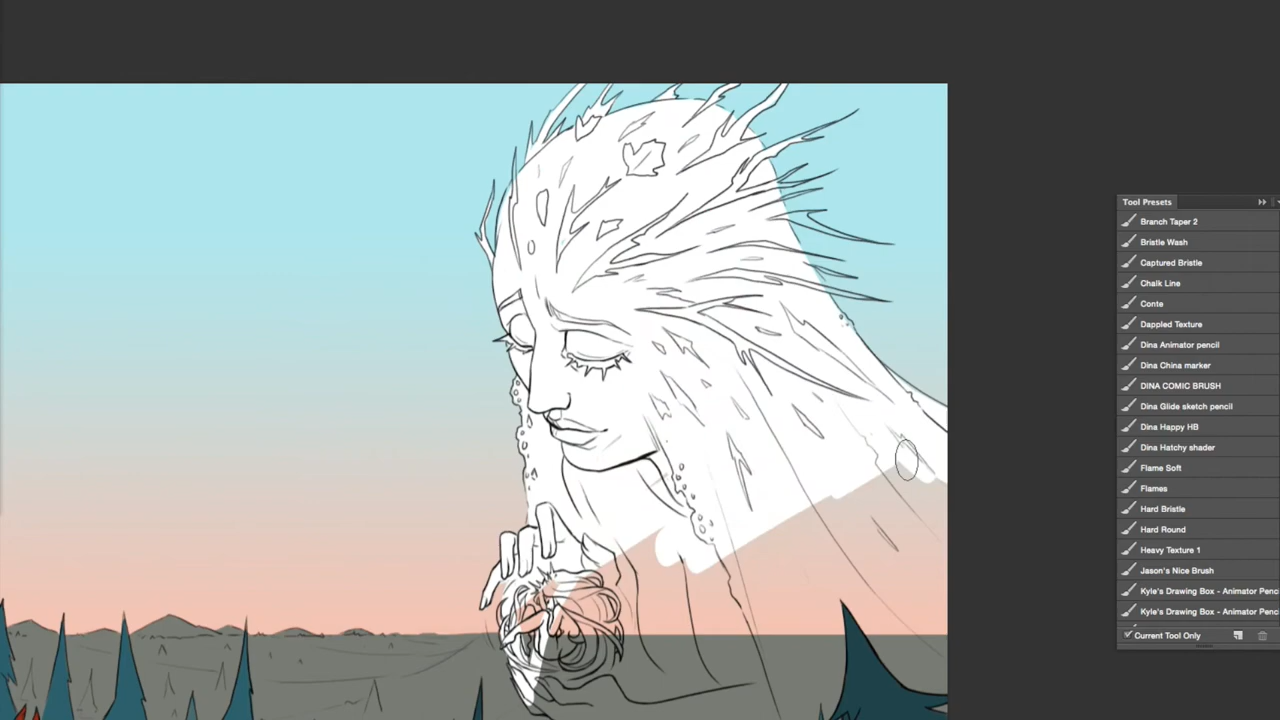 Tool Presets
Branch Taper 2
Bristle Wash
Captured Bristle
Chalk Line
Conte
Dappled Texture
Dina Animator pencil
Dina China marker
DINA COMIC BRUSH
Dina Glide sketch pencil
Dina Happy HB
Dina Hatchy shader
Flame Soft
Flames
Hard Bristle
Hard Round
Heavy Texture 1
Jason's Nice Brush
Kyle's Drawing Box - Animator Penc
Kyle's Drawing Box - Animator Penc
Current Tool Only